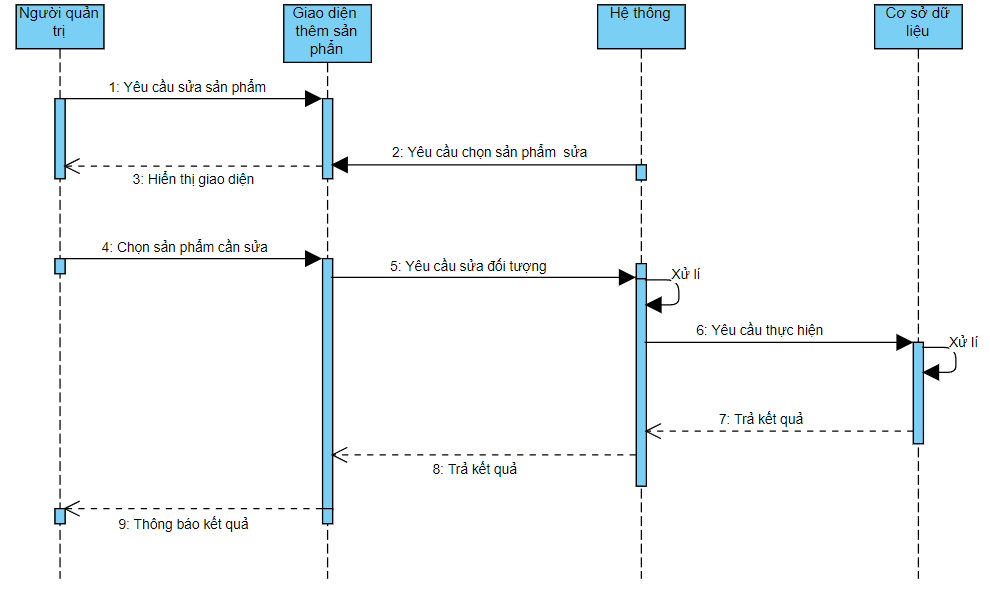 Người quản
trị
Giao diện
thêm sản
phẩn
Hệ thông
Cơ sở dữ
liệu
1: Yêu cầu sửa sản phẩm
2: Yêu cầu chọn sản phẩm  sửa
3: Hiển thị giao diện
4: Chọn sản phẩm cần sửa
5: Yêu cầu sửa đối tượng
Xử lí
6: Yêu cầu thực hiện
Xử lí
7: Trả kết quả
8: Trả kết quả
9: Thông báo kết quả